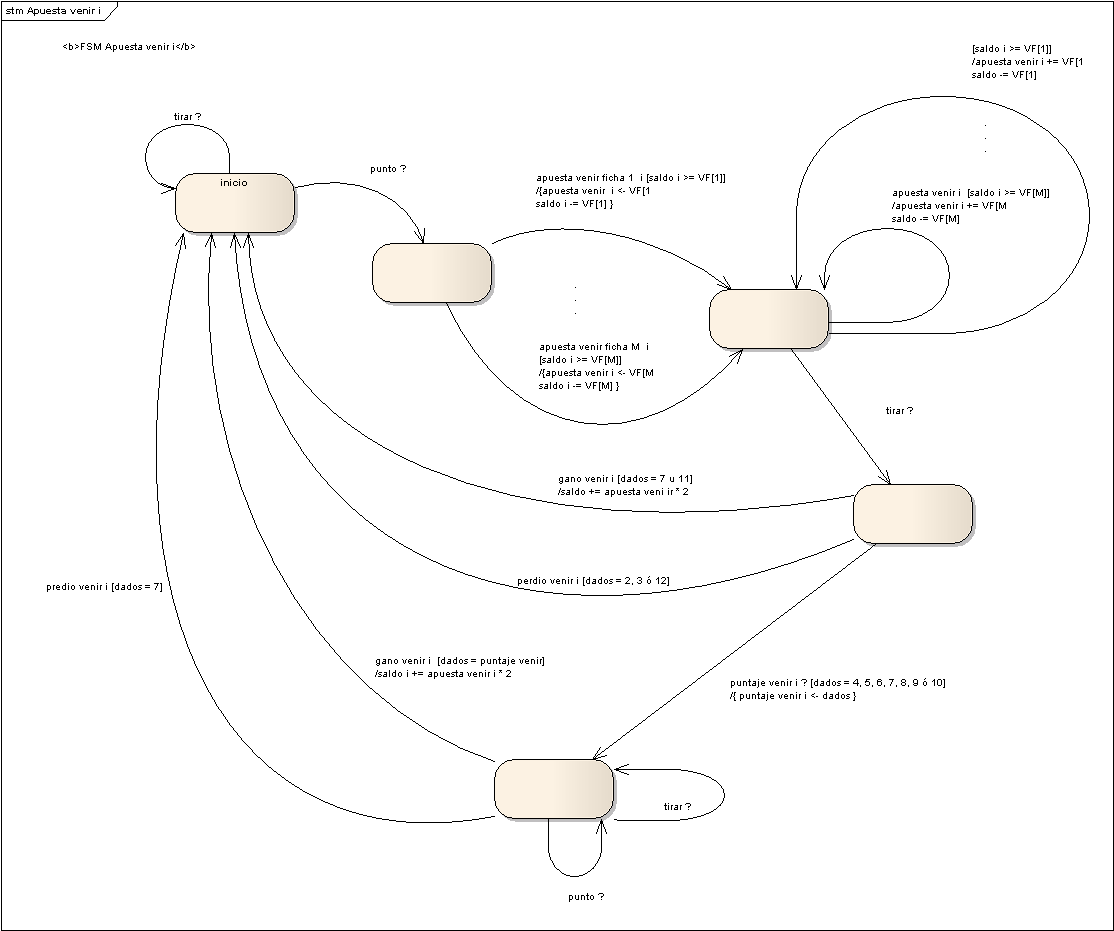 stm Apuesta venir i
<b>FSM Apuesta venir i</b>
[saldo i >= VF[1]]
/apuesta venir i += VF[1
saldo -= VF[1]
.
.
.
tirar ?
inicio
punto ?
apuesta venir ficha 1 i [saldo i >= VF[1]]
/{apuesta venir i <- VF[1
saldo i -= VF[1] }
apuesta venir i [saldo i >= VF[M]]
/apuesta venir i += VF[M
saldo -= VF[M]
.
.
.
apuesta venir ficha M i
[saldo i >= VF[M]]
/{apuesta venir i <- VF[M
saldo i -= VF[M] }
tirar ?
gano venir i [dados = 7 u 11]
/saldo += apuesta veni ir * 2
perdio venir i [dados = 2, 3 ó 12]
predio venir i [dados = 7]
gano venir i [dados = puntaje venir]
/saldo i += apuesta venir i * 2
puntaje venir i ? [dados = 4, 5, 6, 7, 8, 9 ó 10]
/{ puntaje venir i <- dados }
tirar ?
punto ?